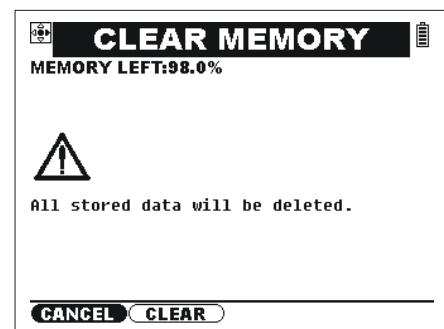 CLEAR MEMORY
MEMORY LEFT:98.0%
All stored data will be deleted.
CANCEL CLEAR